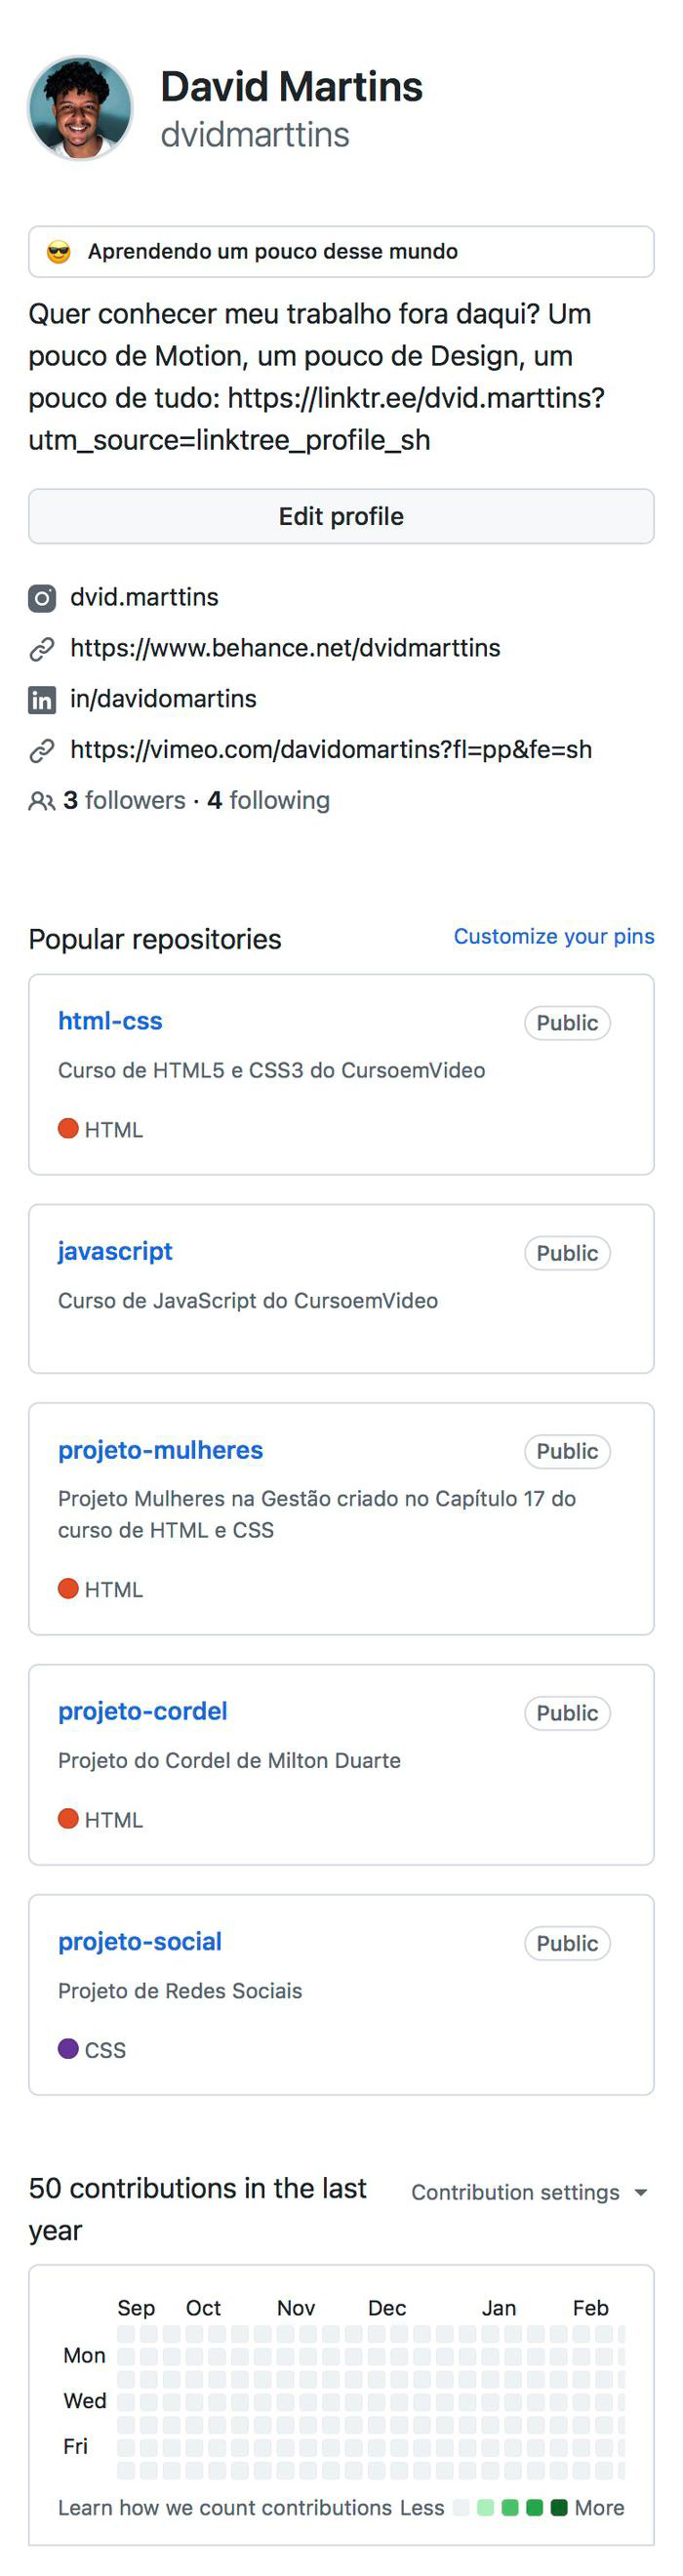 David Martins
dvidmarttins
😎 Aprendendo um pouco desse mundo
Quer conhecer meu trabalho fora daqui? Um
pouco de Motion, um pouco de Design, um
pouco de tudo: https://linktr.ee/dvid.marttins?
utm_source=linktree_profile_sh
Edit profile
dvid.marttins
https://www.behance.net/dvidmarttins
in/davidomartins
https://vimeo.com/davidomartins?fl=pp&fe=sh
3 followers · 4 following
Popular repositories
Customize your pins
html-css
Public
Curso de HTML5 e CSS3 do CursoemVideo
HTML
javascript
Public
Curso de JavaScript do CursoemVideo
projeto-mulheres
Public
Projeto Mulheres na Gestão criado no Capítulo 17 do
curso de HTML e CSS
HTML
projeto-cordel
Public
Projeto do Cordel de Milton Duarte
HTML
projeto-social
Public
Projeto de Redes Sociais
CSS
50 contributions in the last
year
Contribution settings
Sep Oct Nov Dec Jan Feb
Mon
Wed
Fri
Learn how we count contributions Less More